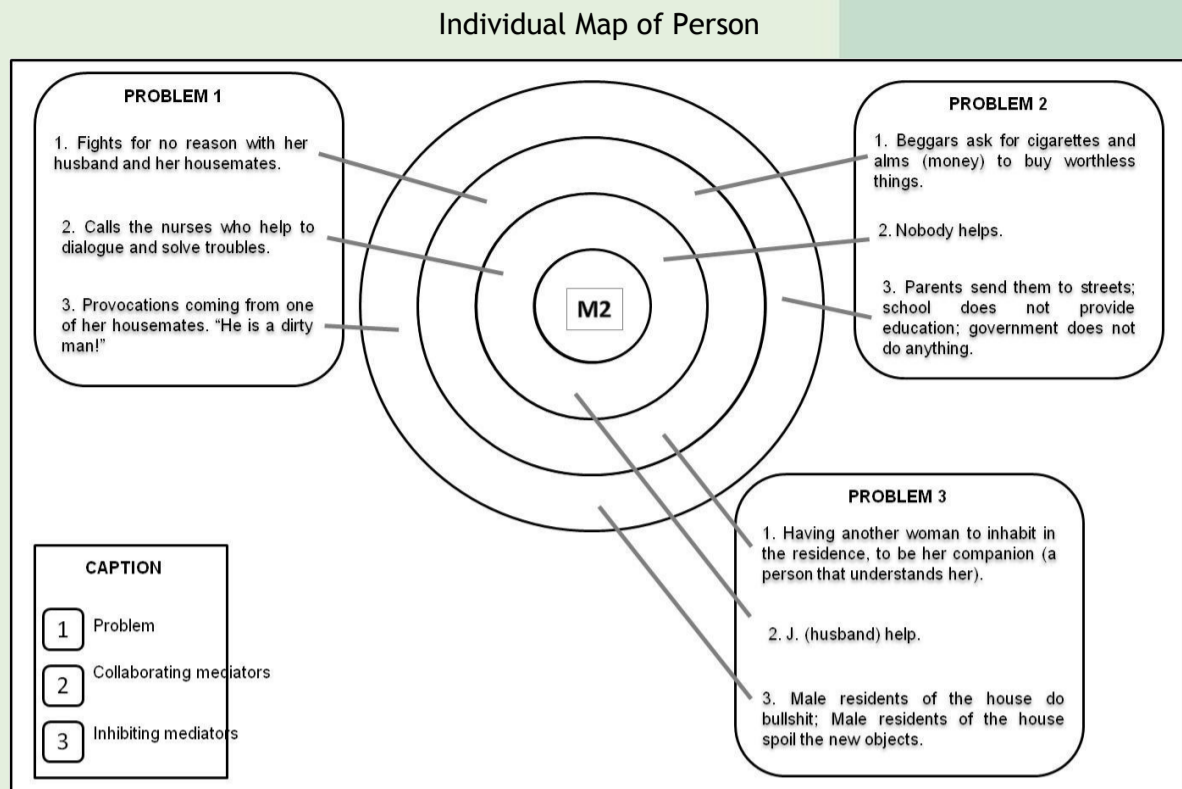 Individual Map of Person
PROBLEM 1
1. Fights for no reason with her
husband and her housemates.
2. Calls the nurses who help to
dialogue and solve troubles.
3. Provocations coming from one
of her housemates. “He is a dirty
man!”
M2
PROBLEM 2
1. Beggars ask for cigarettes and
alms (money) to buy worthless
things.
2. Nobody helps.
3. Parents send them to streets;
school does not provide
education; government does not
do anything.
PROBLEM 3
1. Having another woman to inhabit in
the residence, to be her companion (a
person that understands her).
2. J. (husband) help.
3. Male residents of the house do
bullshit; Male residents of the house
spoil the new objects.
CAPTION
1 Problem
2 Collaborating mediators
3 Inhibiting mediators